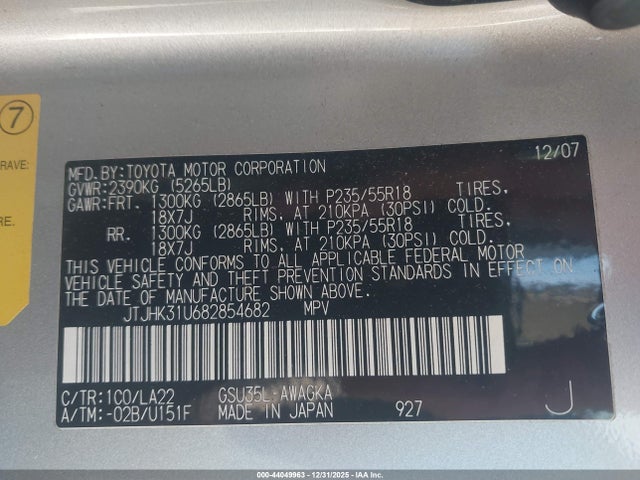 7
RAVE:
RSO.
MFD. BY: TOYOTA MOTOR CORPORATION 12/07
GVWR: 2390KG (5265LB)
GAWR: FRT. 1300KG (2865LB) WITH P235/55R18 TIRES,
18X7J RIMS, AT 210KPA (30PSI) COLD.
RR. 1300KG (2865LB) WITH P235/55R18 TIRES,
18X7J RIMS, AT 210KPA (30PSI) COLD.
THIS VEHICLE CONFORMS TO ALL APPLICABLE FEDERAL MOTOR
VEHICLE SAFETY AND THEFT PREVENTION STANDARDS IN EFFECT ON
THE DATE OF MANUFACTURE SHOWN ABOVE.
JTJHK31U682854682 MPV
C/TR: 1C0/LA22 GSU35L-AWAGKA
A/TM: -02B/U151F MADE IN JAPAN 927 J
000-44049963 - 12/31/2025 - IAA Inc.